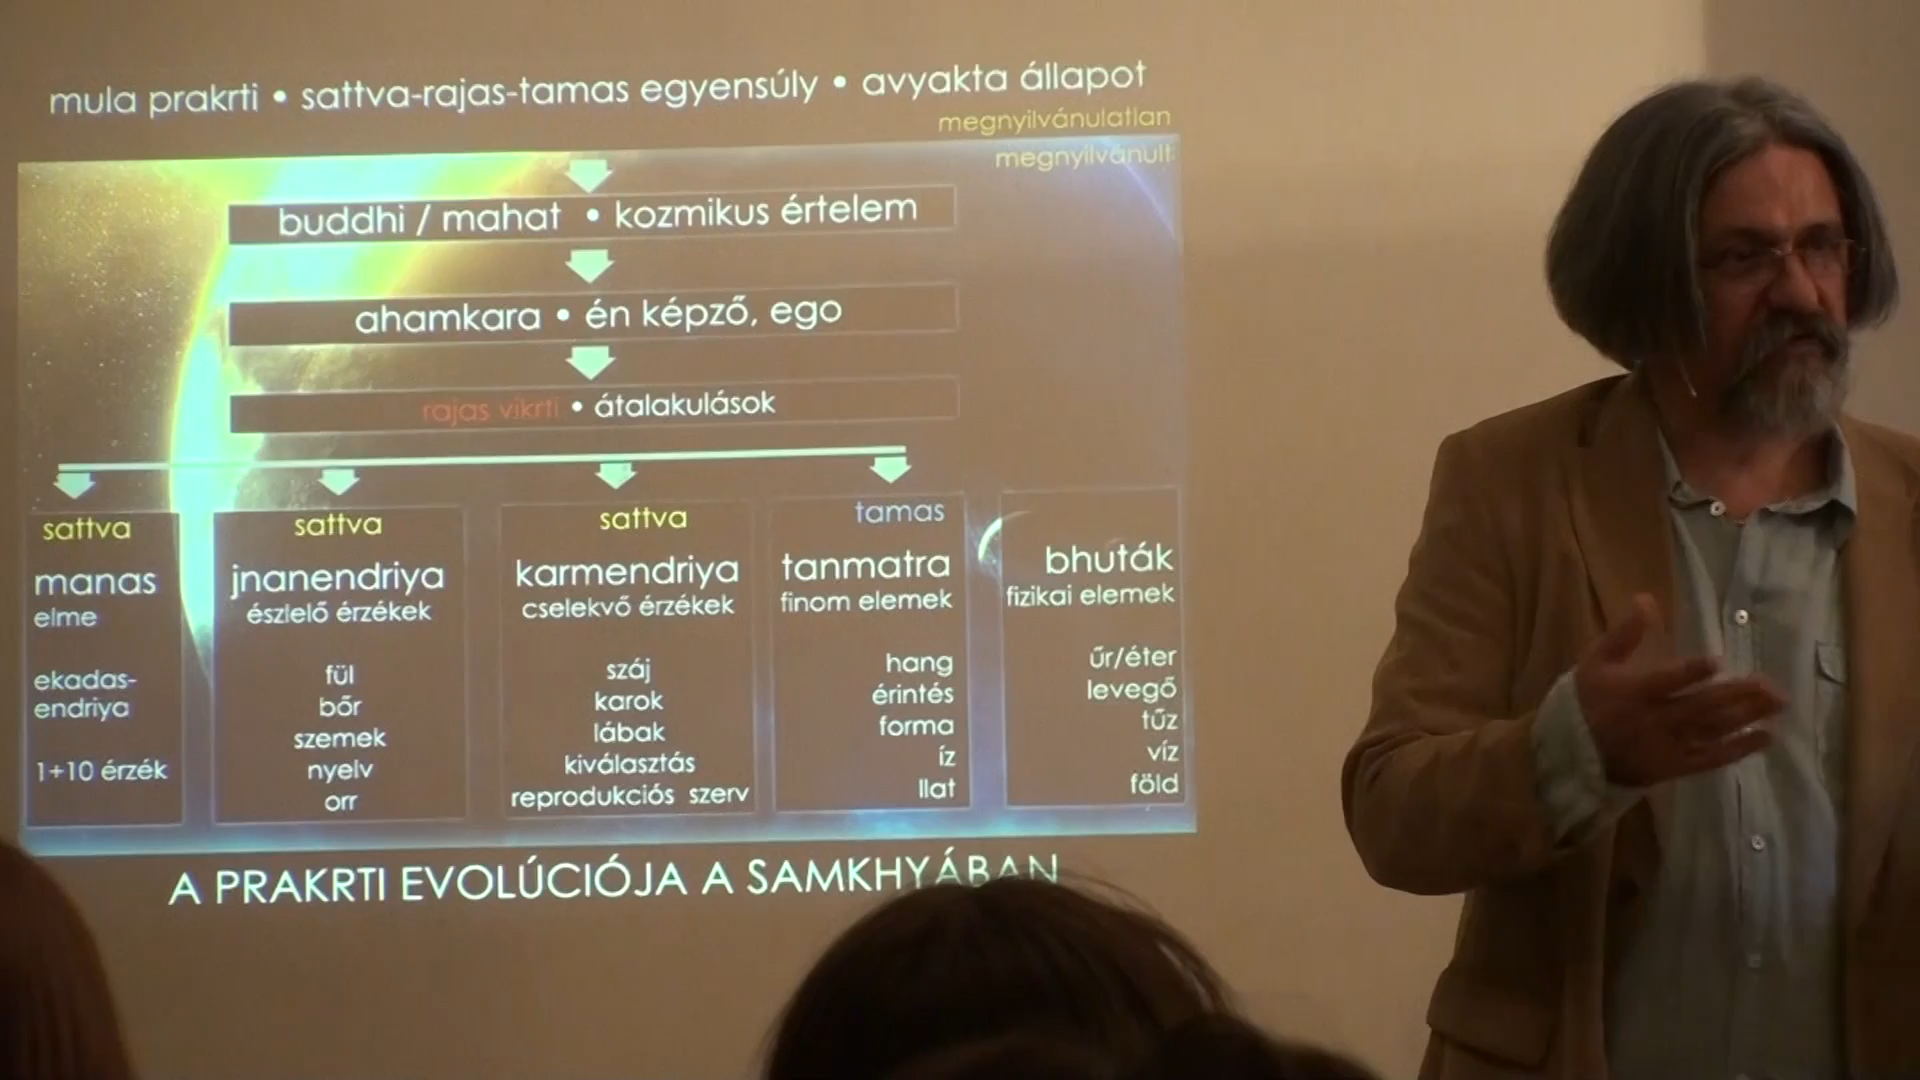 mula prakrti • sattva-rajas-tamas egyensúly • avyakta állapot
megnyilvánulatlan
megnyilvánult
buddhi / mahat • kozmikus értelem
ahamkara • én képző, ego
rajas vikrti • átalakulások
sattva
manas
elme
ekadas-
endriya
1+10 érzék
sattva
jnanendriya
észlelő érzékek
fül
bőr
szemek
nyelv
orr
sattva
karmendriya
cselekvő érzékek
száj
karok
lábak
kiválasztás
reprodukciós szerv
tamas
tanmatra
finom elemek
hang
érintés
forma
íz
llat
bhuták
fizikai elemek
űr/éter
levegő
tűz
víz
föld
A PRAKRTI EVOLÚCIÓJA A SAMKHYÁBAN